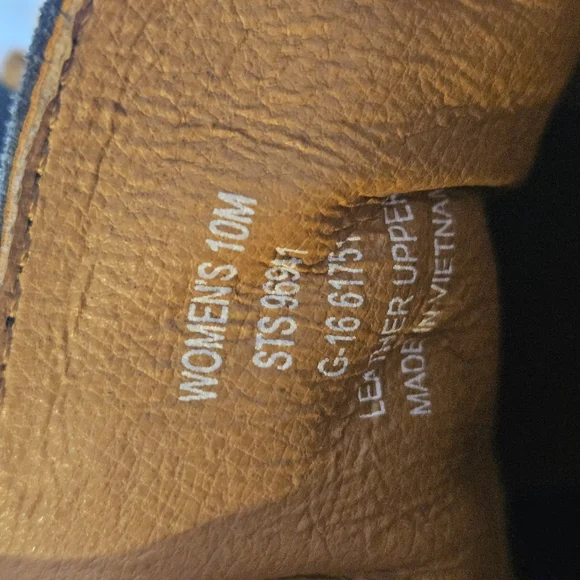 WOMEN'S 10M
STS 96941
G-16 61751
LEATHER UPPER
MADE IN VIETNAM